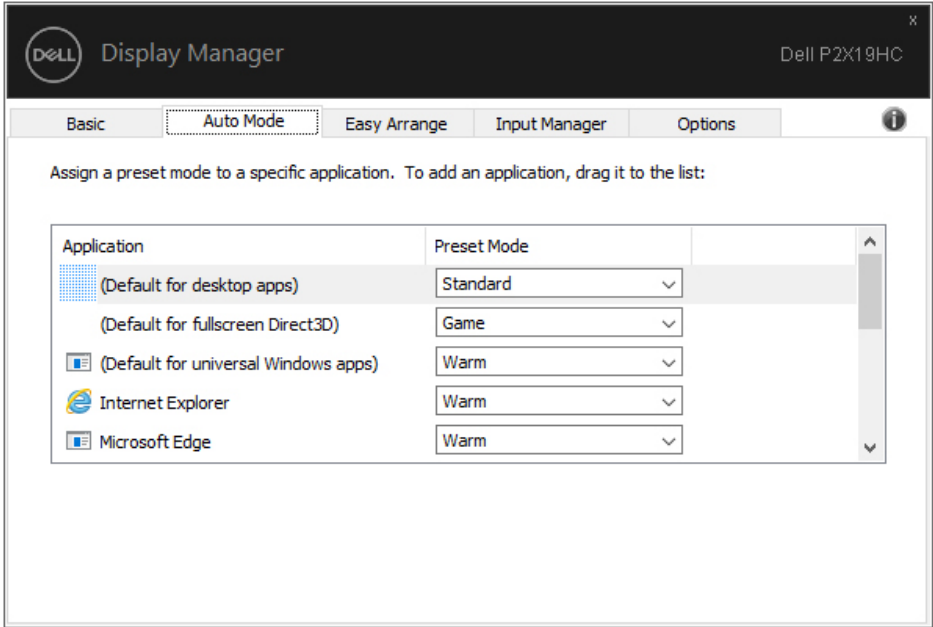 x
DELL Display Manager
Dell P2X19HC
Basic Auto Mode Easy Arrange Input Manager Options i
Assign a preset mode to a specific application. To add an application, drag it to the list:
Application Preset Mode
(Default for desktop apps) Standard
(Default for fullscreen Direct3D) Game
(Default for universal Windows apps) Warm
Internet Explorer Warm
Microsoft Edge Warm